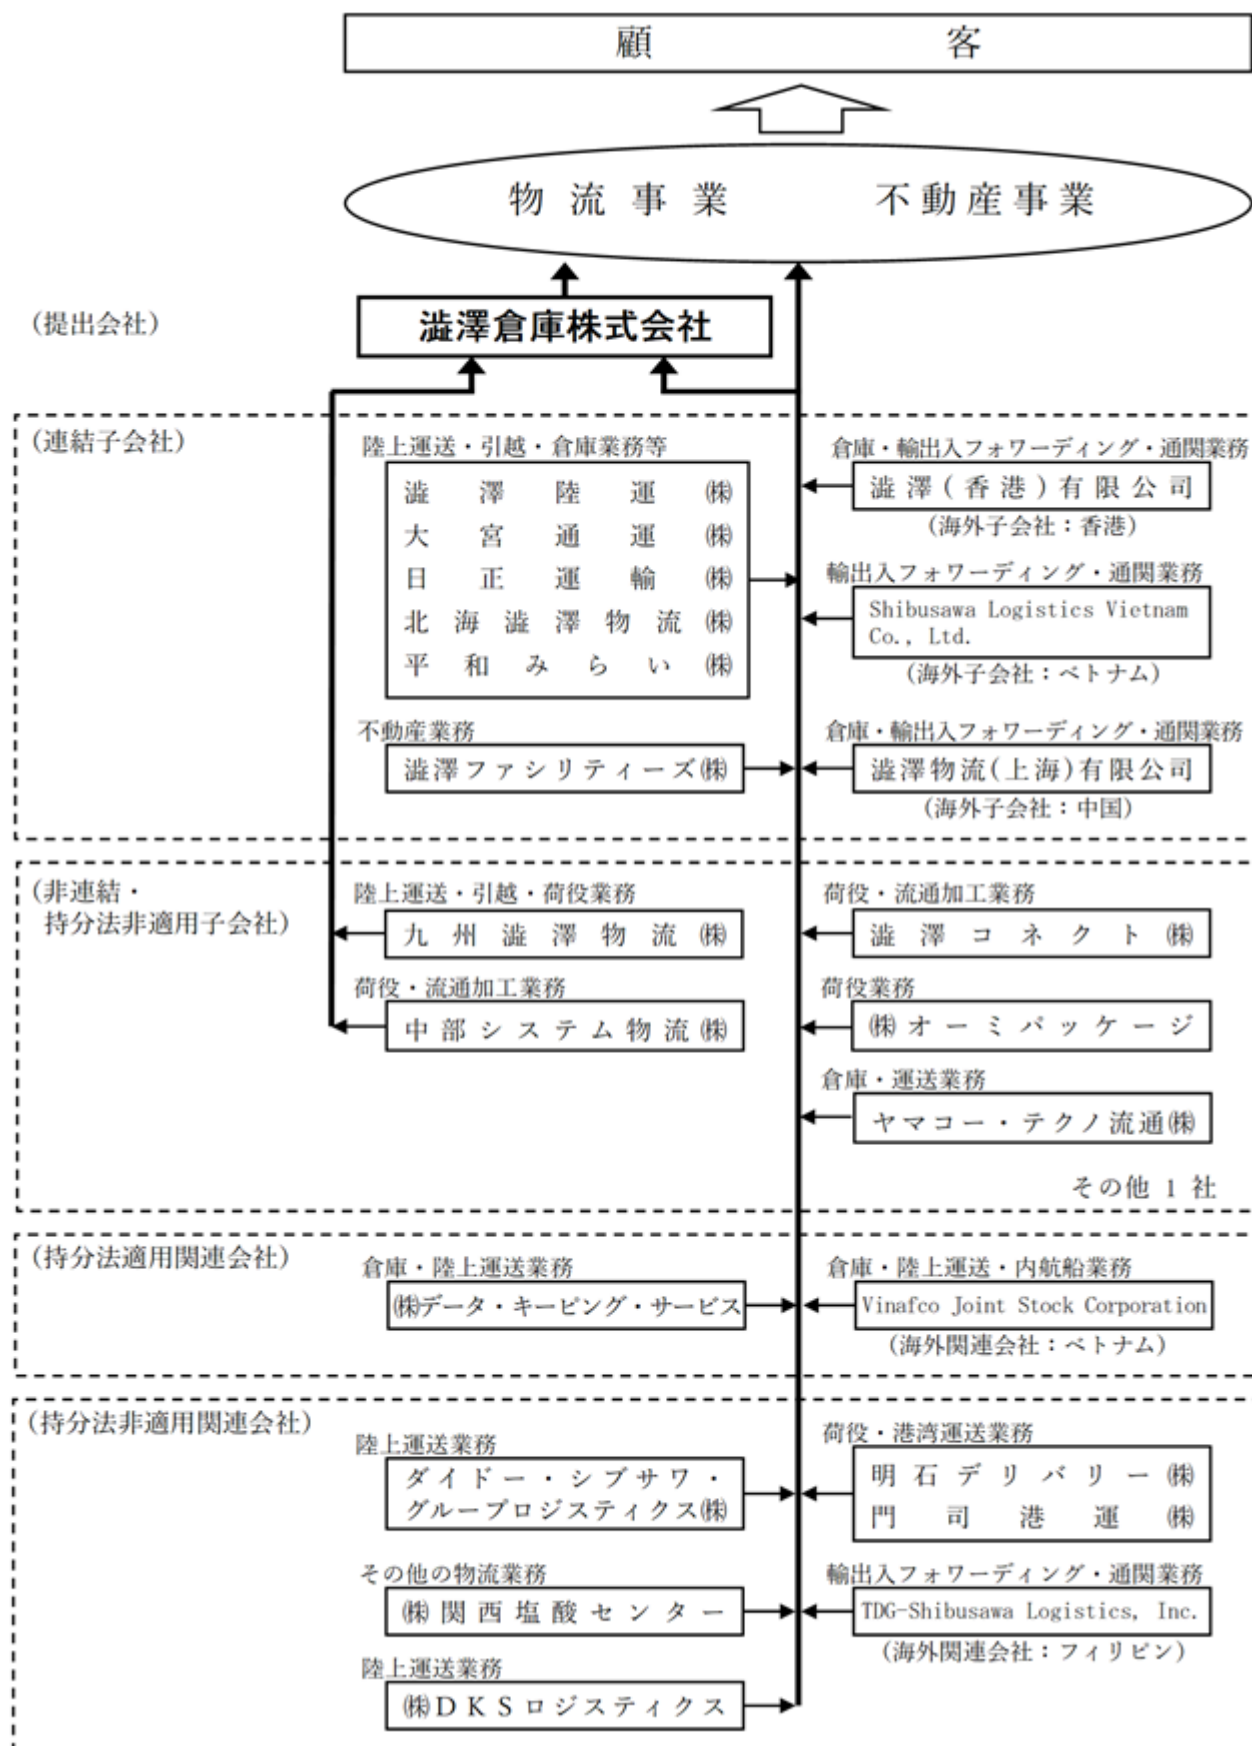 顧客
物流事業 不動産事業
(提出会社)
澁澤倉庫株式会社
(連結子会社)
陸上運送・引越・倉庫業務等
澁澤陸運㈱
大宮通運㈱
日正運輸㈱
北海澁澤物流㈱
平和みらい㈱
倉庫・輸出入フォワーディング・通関業務
澁澤(香港)有限公司
(海外子会社：香港)
輸出入フォワーディング・通関業務
Shibusawa Logistics Vietnam
Co., Ltd.
(海外子会社：ベトナム)
不動産業務
澁澤ファシリティーズ㈱
倉庫・輸出入フォワーディング・通関業務
澁澤物流(上海)有限公司
(海外子会社：中国)
(非連結・
持分法非適用子会社)
陸上運送・引越・荷役業務
九州澁澤物流㈱
荷役・流通加工業務
中部システム物流㈱
荷役・流通加工業務
澁澤コネクト㈱
荷役業務
㈱オーミパッケージ
倉庫・運送業務
ヤマコー・テクノ流通㈱
その他 1 社
(持分法適用関連会社)
倉庫・陸上運送業務
㈱データ・キーピング・サービス
倉庫・陸上運送・内航船業務
Vinafco Joint Stock Corporation
(海外関連会社：ベトナム)
(持分法非適用関連会社)
陸上運送業務
ダイドー・シブサワ・
グループロジスティクス㈱
荷役・港湾運送業務
明石デリバリー㈱
門司港運㈱
その他の物流業務
㈱関西塩酸センター
輸出入フォワーディング・通関業務
TDG-Shibusawa Logistics, Inc.
(海外関連会社：フィリピン)
陸上運送業務
㈱DKSロジスティクス